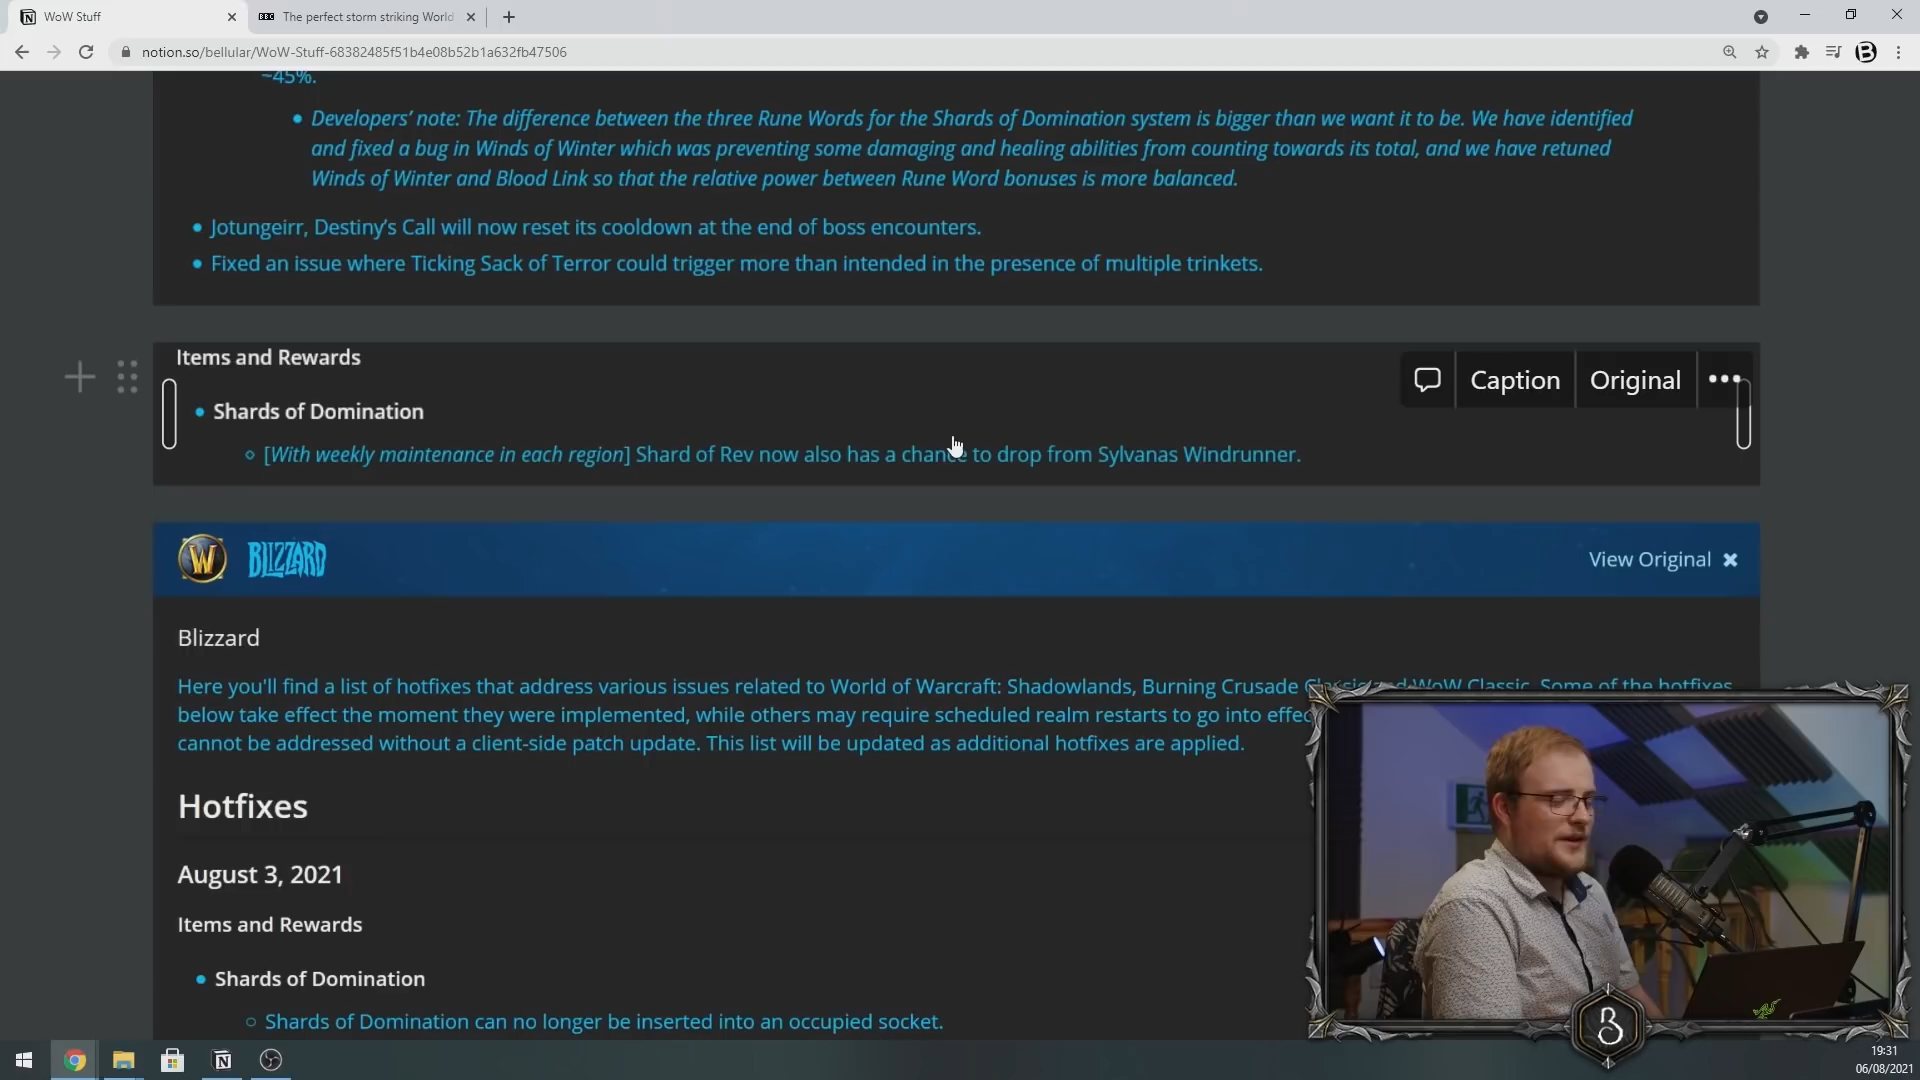 WoW Stuff
BBC The perfect storm striking World
notion.so/bellular/WoW-Stuff-68382485f51b4e08b52b1a632fb47506
~45%.
Developers’ note: The difference between the three Rune Words for the Shards of Domination system is bigger than we want it to be. We have identified
and fixed a bug in Winds of Winter which was preventing some damaging and healing abilities from counting towards its total, and we have retuned
Winds of Winter and Blood Link so that the relative power between Rune Word bonuses is more balanced.
Jotungeirr, Destiny’s Call will now reset its cooldown at the end of boss encounters.
Fixed an issue where Ticking Sack of Terror could trigger more than intended in the presence of multiple trinkets.
Items and Rewards
Caption Original
Shards of Domination
[With weekly maintenance in each region] Shard of Rev now also has a chance to drop from Sylvanas Windrunner.
W BLIZZARD
View Original
Blizzard
Here you'll find a list of hotfixes that address various issues related to World of Warcraft: Shadowlands, Burning Crusade Classic and WoW Classic. Some of the hotfixes
below take effect the moment they were implemented, while others may require scheduled realm restarts to go into effec
cannot be addressed without a client-side patch update. This list will be updated as additional hotfixes are applied.
Hotfixes
August 3, 2021
Items and Rewards
Shards of Domination
Shards of Domination can no longer be inserted into an occupied socket.
B
19:31
06/08/2021